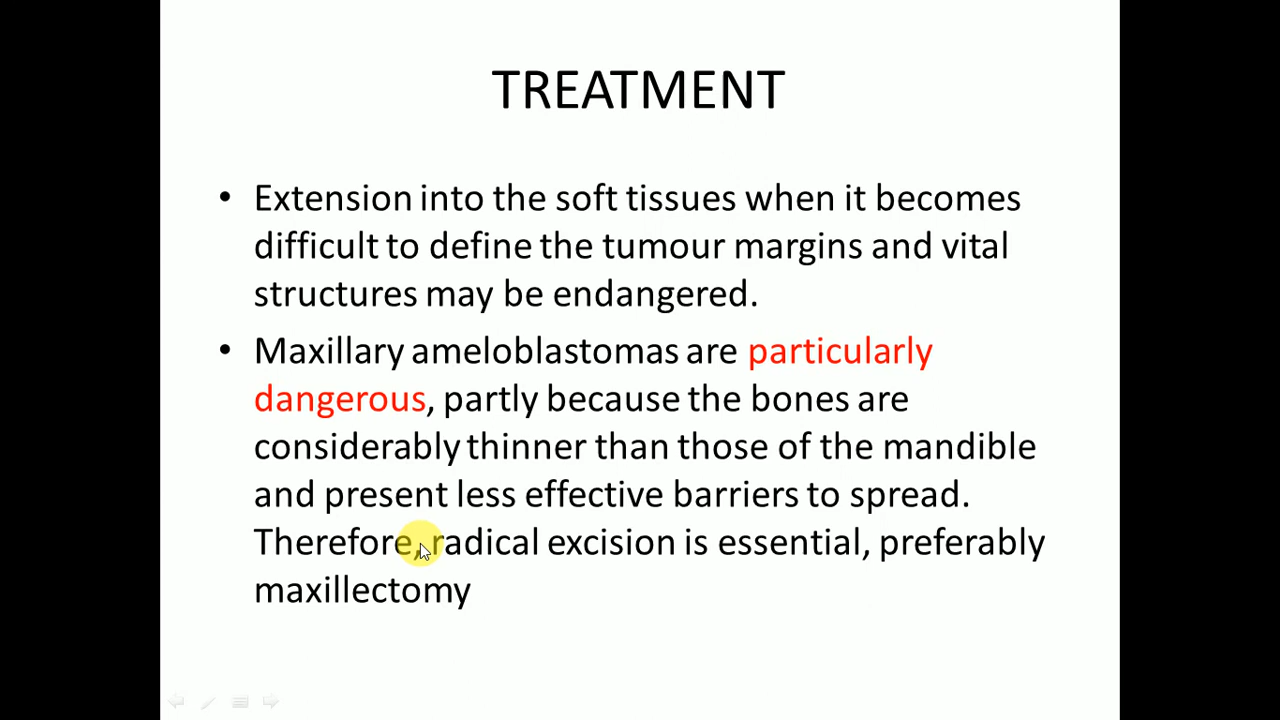 TREATMENT
• Extension into the soft tissues when it becomes
difficult to define the tumour margins and vital
structures may be endangered.
• Maxillary ameloblastomas are particularly
dangerous, partly because the bones are
considerably thinner than those of the mandible
and present less effective barriers to spread.
Therefore, radical excision is essential, preferably
maxillectomy